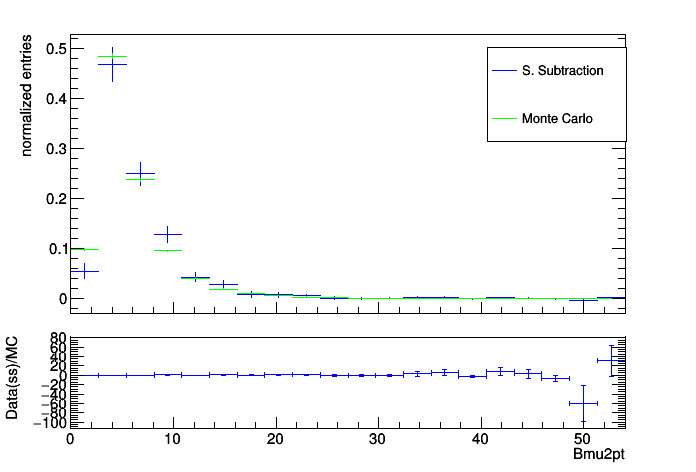 normalized entries
0.5
0.4
0.3
0.2
0.1
0
S. Subtraction
Monte Carlo
Data(ss)/MC
80
60
40
20
0
−20
−40
−60
−80
−100
0 10 20 30 40 50
Bmu2pt